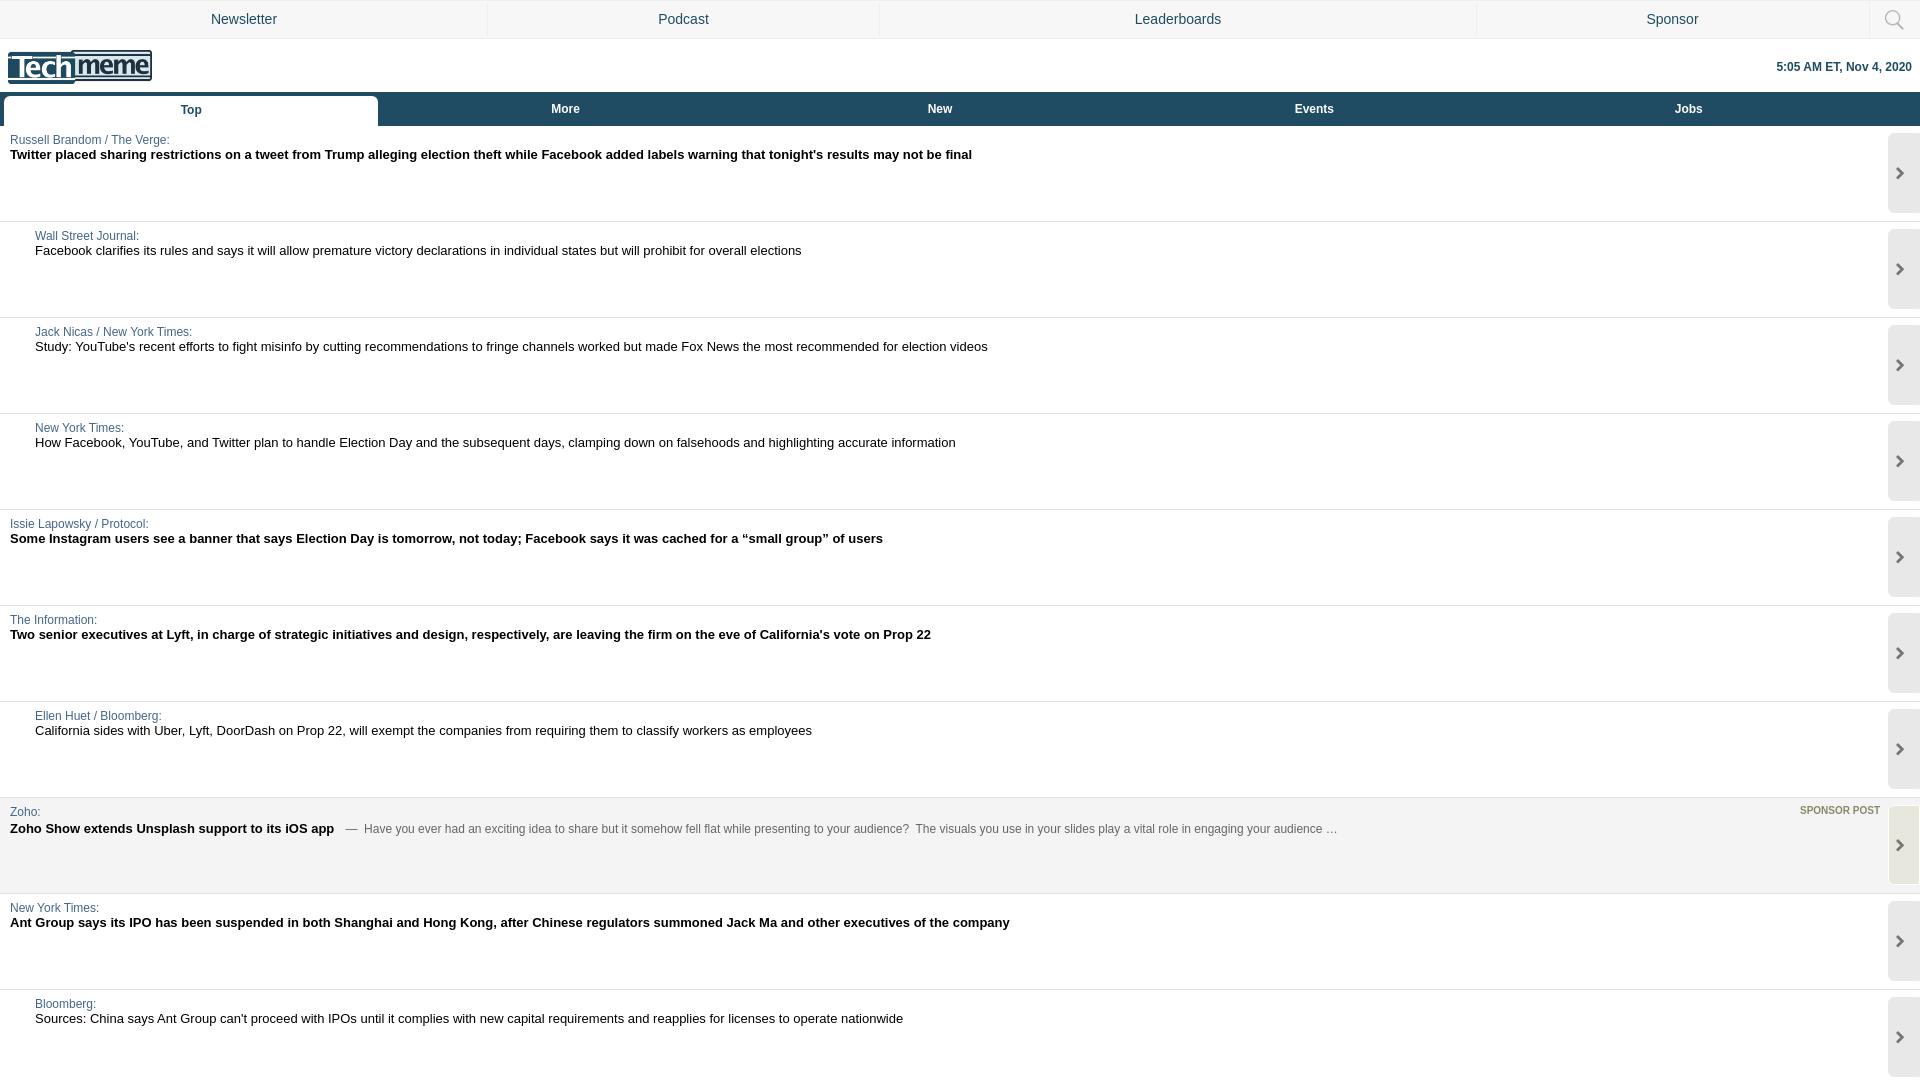 Newsletter
Podcast
Leaderboards
Sponsor
Techmeme
5:05 AM ET, Nov 4, 2020
Top
More
New
Events
Jobs
Russell Brandom / The Verge:
Twitter placed sharing restrictions on a tweet from Trump alleging election theft while Facebook added labels warning that tonight's results may not be final
Wall Street Journal:
Facebook clarifies its rules and says it will allow premature victory declarations in individual states but will prohibit for overall elections
Jack Nicas / New York Times:
Study: YouTube's recent efforts to fight misinfo by cutting recommendations to fringe channels worked but made Fox News the most recommended for election videos
New York Times:
How Facebook, YouTube, and Twitter plan to handle Election Day and the subsequent days, clamping down on falsehoods and highlighting accurate information
Issie Lapowsky / Protocol:
Some Instagram users see a banner that says Election Day is tomorrow, not today; Facebook says it was cached for a “small group” of users
The Information:
Two senior executives at Lyft, in charge of strategic initiatives and design, respectively, are leaving the firm on the eve of California's vote on Prop 22
Ellen Huet / Bloomberg:
California sides with Uber, Lyft, DoorDash on Prop 22, will exempt the companies from requiring them to classify workers as employees
Zoho:
SPONSOR POST
Zoho Show extends Unsplash support to its iOS app — Have you ever had an exciting idea to share but it somehow fell flat while presenting to your audience? The visuals you use in your slides play a vital role in engaging your audience …
New York Times:
Ant Group says its IPO has been suspended in both Shanghai and Hong Kong, after Chinese regulators summoned Jack Ma and other executives of the company
Bloomberg:
Sources: China says Ant Group can't proceed with IPOs until it complies with new capital requirements and reapplies for licenses to operate nationwide